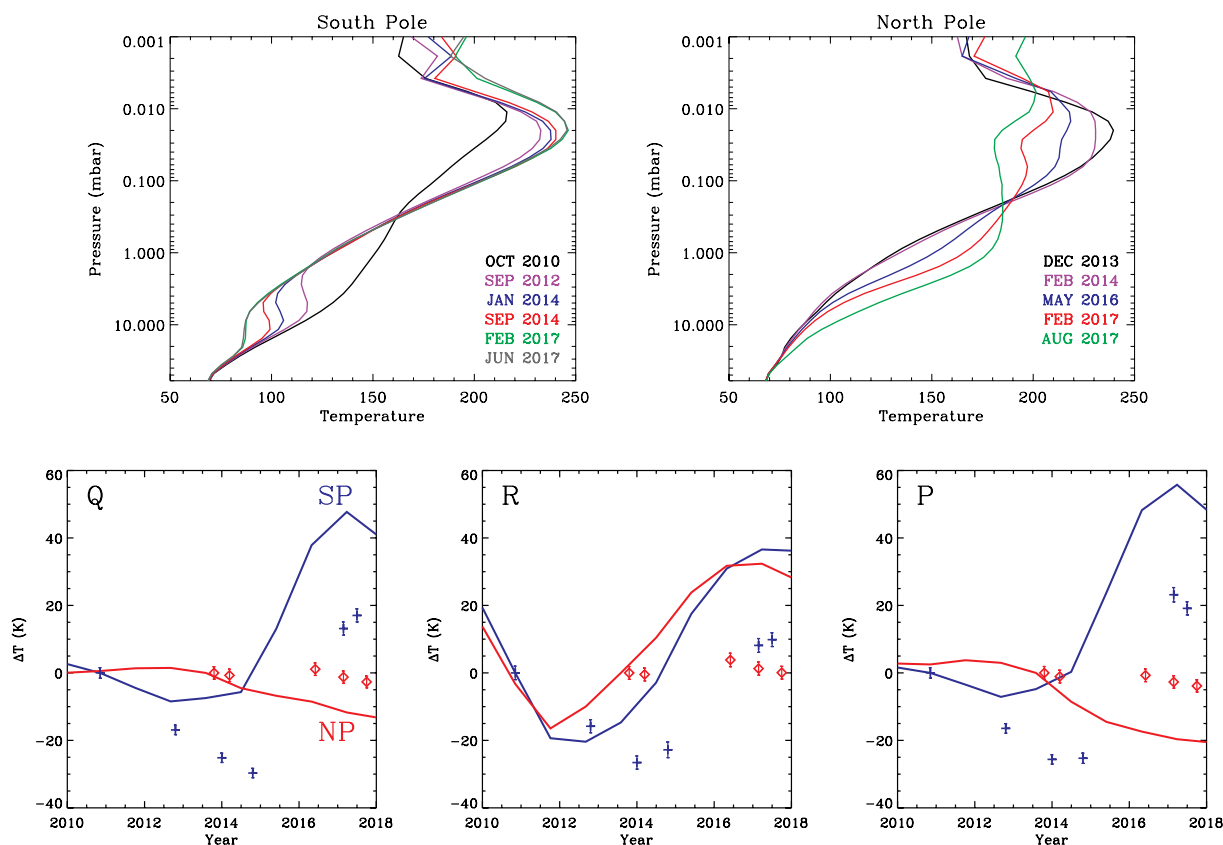 South Pole
0.001
0.010
0.100
1.000
10.000
Pressure (mbar)
OCT 2010
SEP 2012
JAN 2014
SEP 2014
FEB 2017
JUN 2017
50 100 150 200 250
Temperature
North Pole
0.001
0.010
0.100
1.000
10.000
Pressure (mbar)
DEC 2013
FEB 2014
MAY 2016
FEB 2017
AUG 2017
50 100 150 200 250
Temperature
Q
SP
NP
60
40
20
0
-20
-40
ΔT (K)
2010 2012 2014 2016 2018
Year
R
60
40
20
0
-20
-40
ΔT (K)
2010 2012 2014 2016 2018
Year
P
60
40
20
0
-20
-40
ΔT (K)
2010 2012 2014 2016 2018
Year